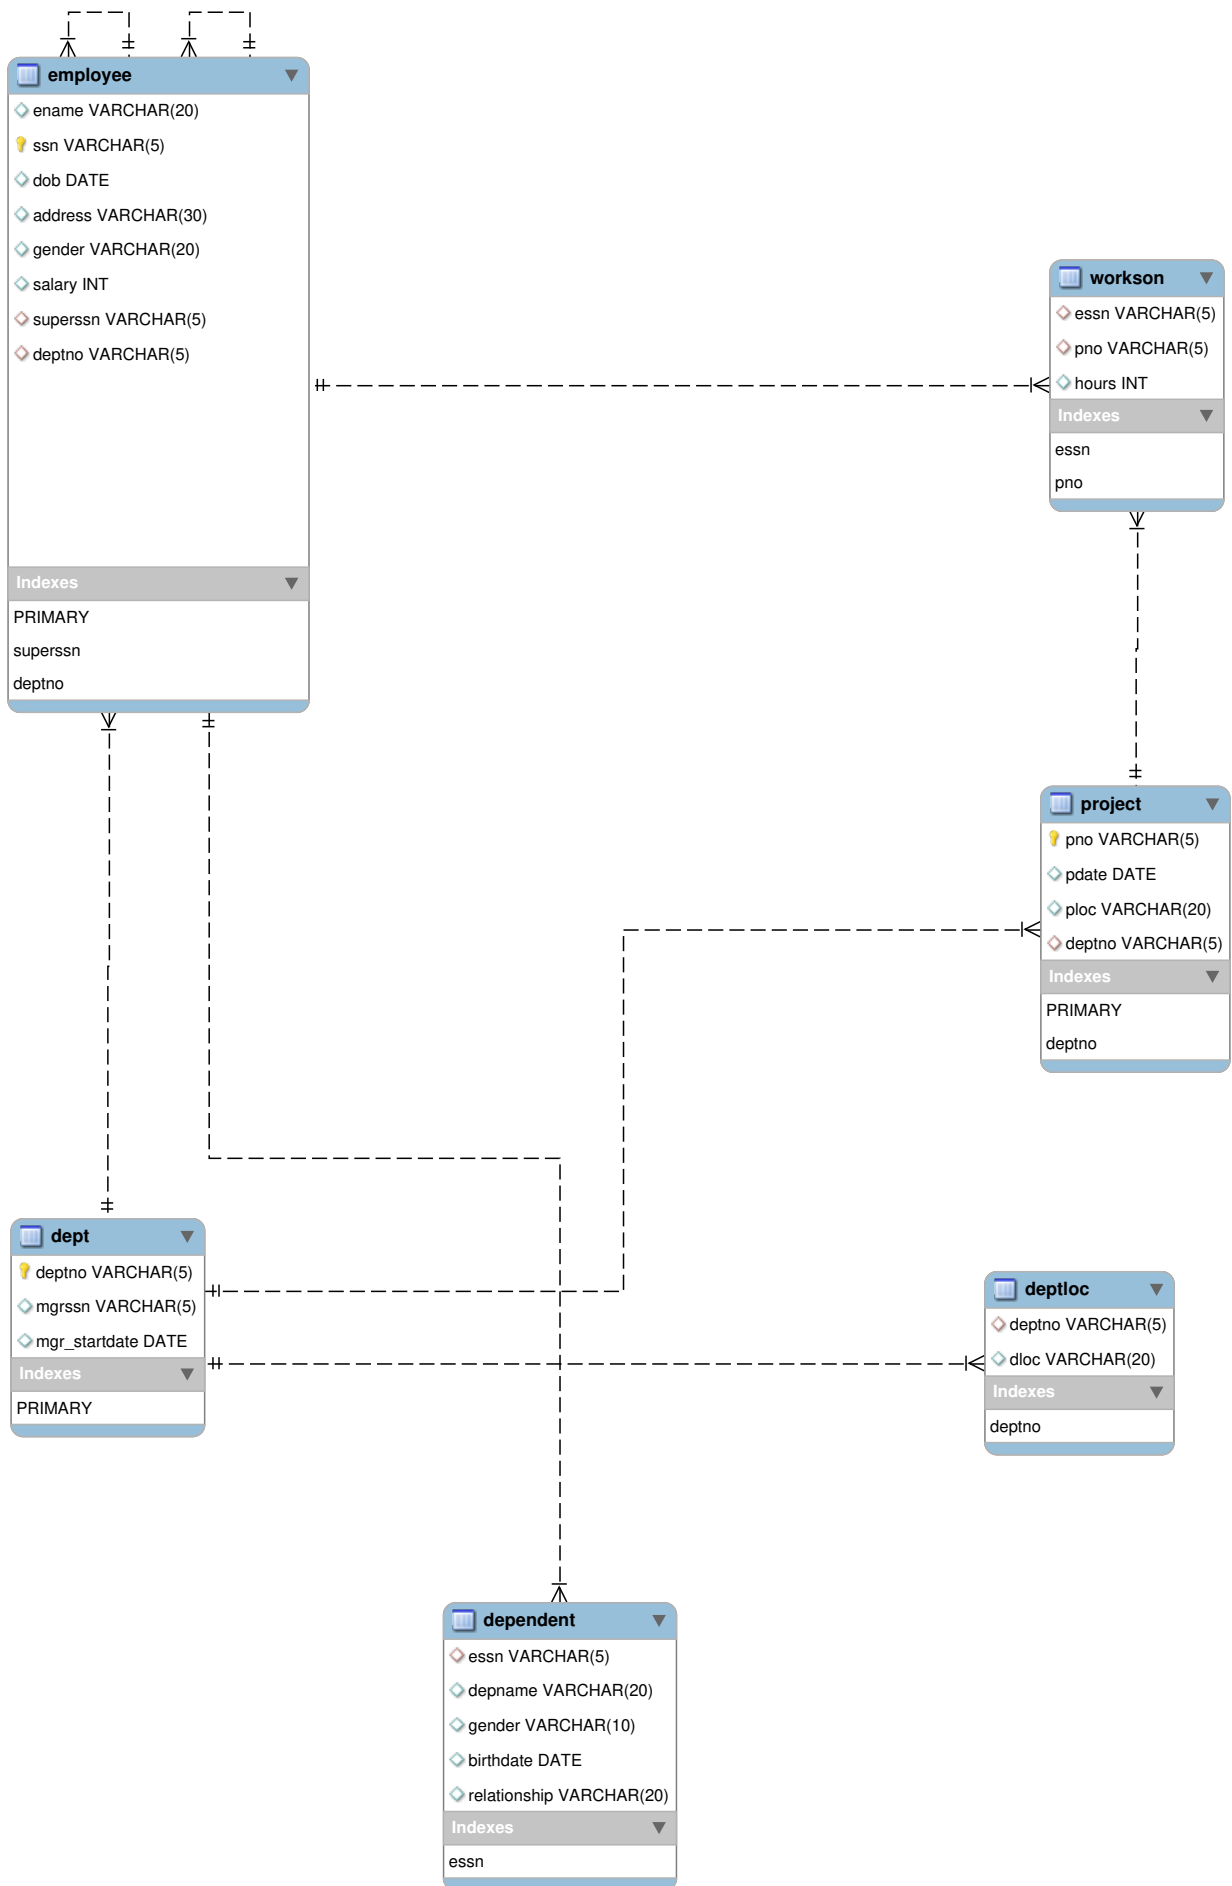 employee
ename VARCHAR(20)
ssn VARCHAR(5)
dob DATE
address VARCHAR(30)
gender VARCHAR(20)
salary INT
superssn VARCHAR(5)
deptno VARCHAR(5)
Indexes
PRIMARY
superssn
deptno
workson
essn VARCHAR(5)
pno VARCHAR(5)
hours INT
Indexes
essn
pno
project
pno VARCHAR(5)
pdate DATE
ploc VARCHAR(20)
deptno VARCHAR(5)
Indexes
PRIMARY
deptno
dept
deptno VARCHAR(5)
mgrssn VARCHAR(5)
mgr_startdate DATE
Indexes
PRIMARY
deptloc
deptno VARCHAR(5)
dloc VARCHAR(20)
Indexes
deptno
dependent
essn VARCHAR(5)
depname VARCHAR(20)
gender VARCHAR(10)
birthdate DATE
relationship VARCHAR(20)
Indexes
essn